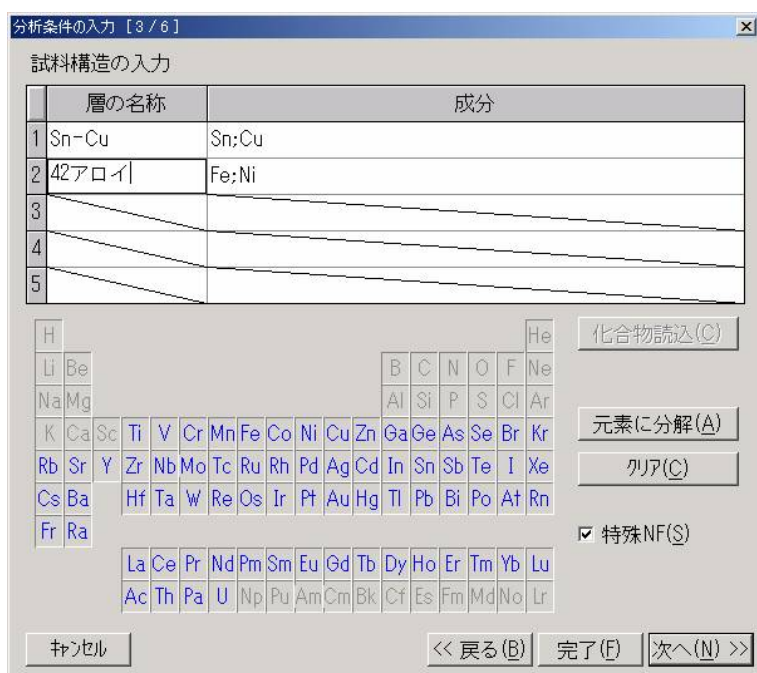 分析条件の入力 [3/6]
試料構造の入力
層の名称 成分
1 Sn-Cu Sn;Cu
2 42アロイ Fe;Ni
3
4
5
H He 化合物読込(C)
Li Be B C N O F Ne
Na Mg Al Si P S Cl Ar
K Ca Sc Ti V Cr Mn Fe Co Ni Cu Zn Ga Ge As Se Br Kr 元素に分解(A)
Rb Sr Y Zr Nb Mo Tc Ru Rh Pd Ag Cd In Sn Sb Te I Xe クリア(C)
Cs Ba Hf Ta W Re Os Ir Pt Au Hg Tl Pb Bi Po At Rn
Fr Ra 特殊NF(S)
La Ce Pr Nd Pm Sm Eu Gd Tb Dy Ho Er Tm Yb Lu
Ac Th Pa U Np Pu Am Cm Bk Cf Es Fm Md No Lr
キャンセル << 戻る(B) 完了(F) 次へ(N) >>